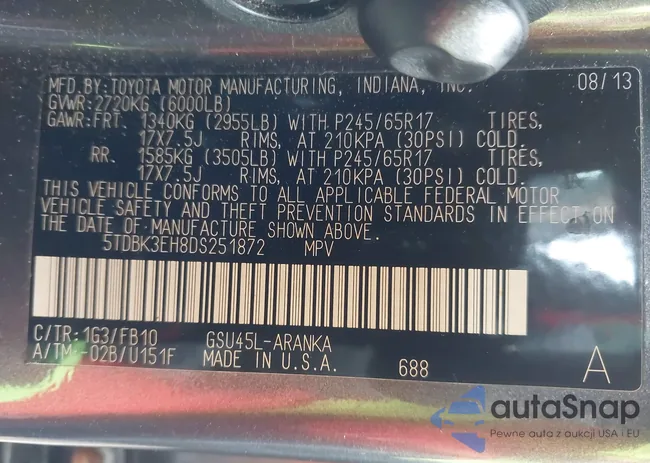 MFD.BY:TOYOTA MOTOR MANUFACTURING, INDIANA, INC. 08/13
GVWR:2720KG (6000LB)
GAWR:FRT. 1340KG (2955LB) WITH P245/65R17 TIRES,
17X7.5J RIMS, AT 210KPA (30PSI) COLD.
RR. 1585KG (3505LB) WITH P245/65R17 TIRES,
17X7.5J RIMS, AT 210KPA (30PSI) COLD.
THIS VEHICLE CONFORMS TO ALL APPLICABLE FEDERAL MOTOR
VEHICLE SAFETY AND THEFT PREVENTION STANDARDS IN EFFECT ON
THE DATE OF MANUFACTURE SHOWN ABOVE.
5TDBK3EH8DS251872 MPV
C/TR:1G3/FB10 GSU45L-ARANKA
A/TM-02B/U151F MADE IN U.S.A. 688 A
autaSnap
Pewne auta z aukcji USA i EU